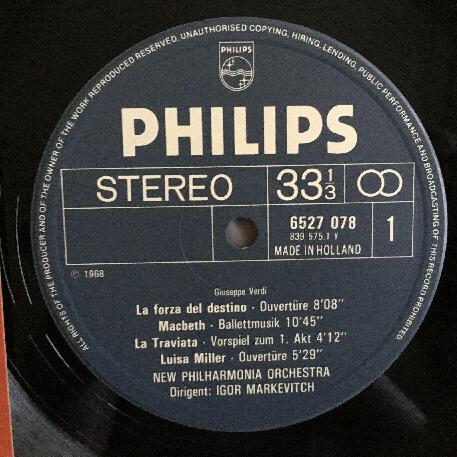 ALL RIGHTS OF THE PRODUCER AND OF THE OWNER OF THE WORK REPRODUCED RESERVED. UNAUTHORISED COPYING, HIRING, LENDING, PUBLIC PERFORMANCE AND BROADCASTING OF THIS RECORD PROHIBITED
PHILIPS
PHILIPS
STEREO 33 1/3
6527 078 1
839 575.1 Y
MADE IN HOLLAND
℗ 1968
Giuseppe Verdi
La forza del destino · Ouvertüre 8'08''
Macbeth · Ballettmusik 10'45''
La Traviata · Vorspiel zum 1. Akt 4'12''
Luisa Miller · Ouvertüre 5'29''
NEW PHILHARMONIA ORCHESTRA
Dirigent: IGOR MARKEVITCH